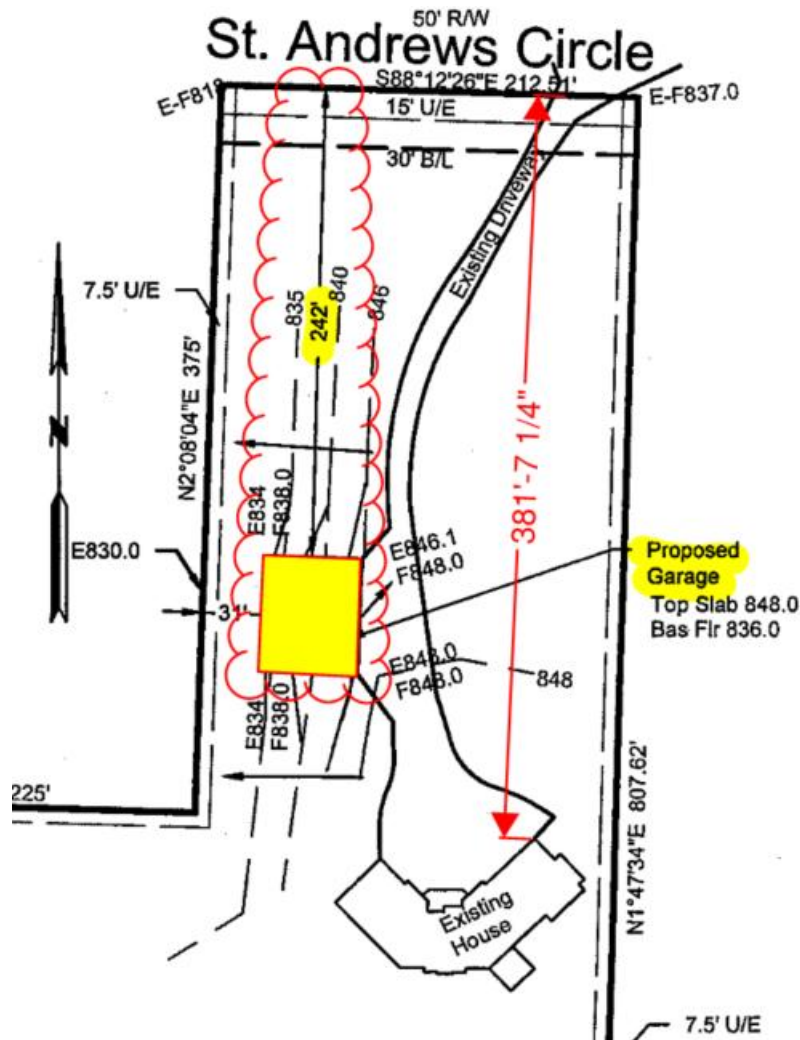 50' R/W
St. Andrews Circle
S88°12'26"E 212.51'
E-F818
E-F837.0
15' U/E
30' B/L
Existing Driveway
7.5' U/E
835
242'
840
846
N2°08'04"E 375'
381'-7 1/4"
N
E834
F838.0
E830.0
E846.1
F848.0
Proposed
Garage
Top Slab 848.0
Bas Flr 836.0
31'
E848.0
F848.0
848
E834
F838.0
225'
N1°47'34"E 807.62'
Existing
House
7.5' U/E